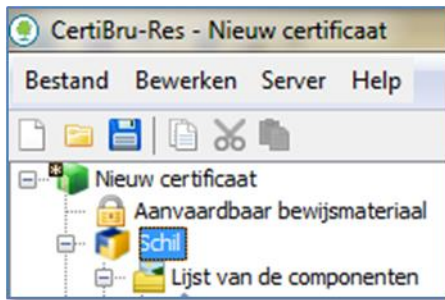 CertiBru-Res - Nieuw certificaat
Bestand Bewerken Server Help
Nieuw certificaat
Aanvaardbaar bewijsmateriaal
Schil
Lijst van de componenten